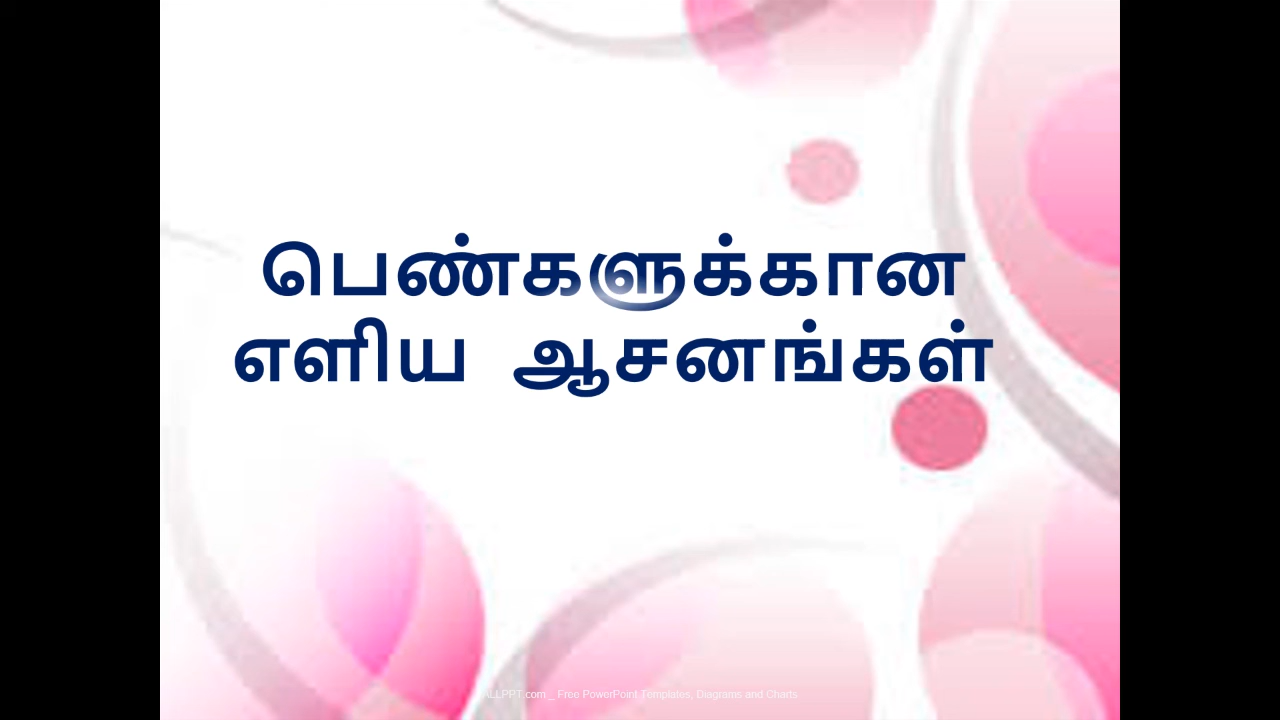 பெண்களுக்கான
எளிய ஆசனங்கள்
ALLPPT.com _ Free PowerPoint Templates, Diagrams and Charts